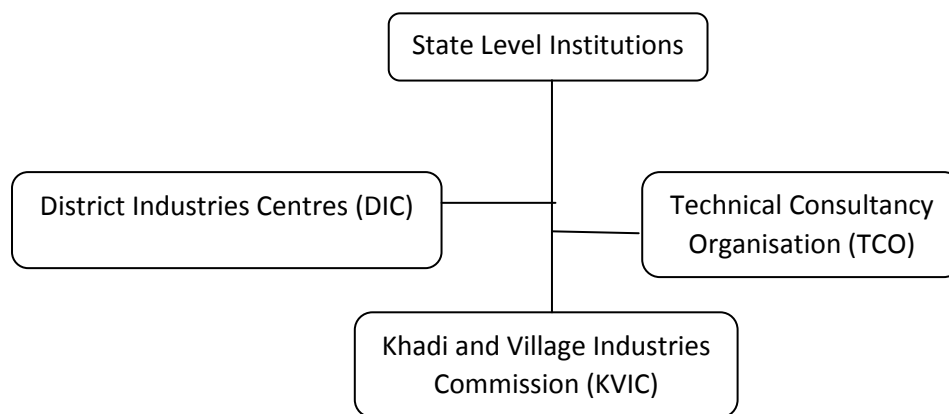 State Level Institutions
District Industries Centres (DIC)
Technical Consultancy
Organisation (TCO)
Khadi and Village Industries
Commission (KVIC)